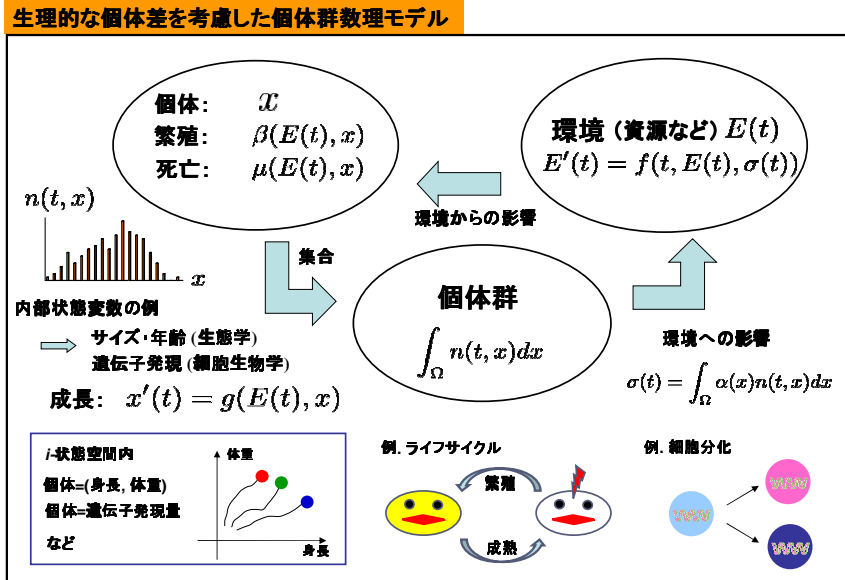 生理的な個体差を考慮した個体群数理モデル
個体: x
繁殖: β(E(t), x)
死亡: μ(E(t), x)
環境 (資源など) E(t)
E′(t) = f(t, E(t), σ(t))
環境からの影響
n(t, x)
x
集合
個体群
∫_Ω n(t, x)dx
内部状態変数の例
サイズ・年齢 (生態学)
遺伝子発現 (細胞生物学)
成長: x′(t) = g(E(t), x)
環境への影響
σ(t) = ∫_Ω α(x)n(t, x)dx
i-状態空間内
個体=(身長, 体重)
個体=遺伝子発現量
など
体重
身長
例. ライフサイクル
繁殖
成熟
例. 細胞分化